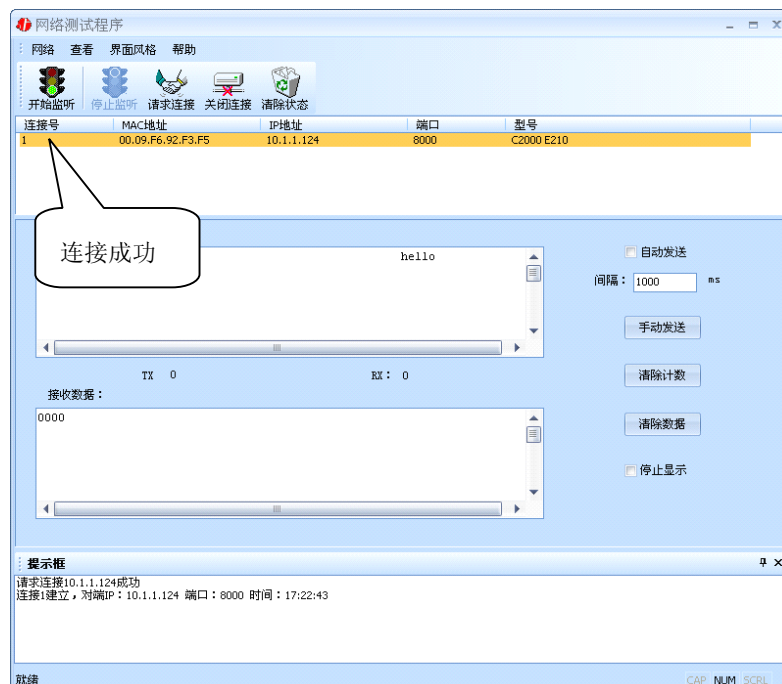 网络测试程序
网络 查看 界面风格 帮助
开始监听 停止监听 请求连接 关闭连接 清除状态
连接号 MAC地址 IP地址 端口 型号
1 00.09.F6.92.F3.F5 10.1.1.124 8000 C2000 E210
连接成功
hello
自动发送
间隔： 1000 ms
手动发送
TX 0 RX： 0
清除计数
接收数据：
0000
清除数据
停止显示
提示框
请求连接10.1.1.124成功
连接1建立，对端IP：10.1.1.124 端口：8000 时间：17:22:43
就绪 CAP NUM SCRL